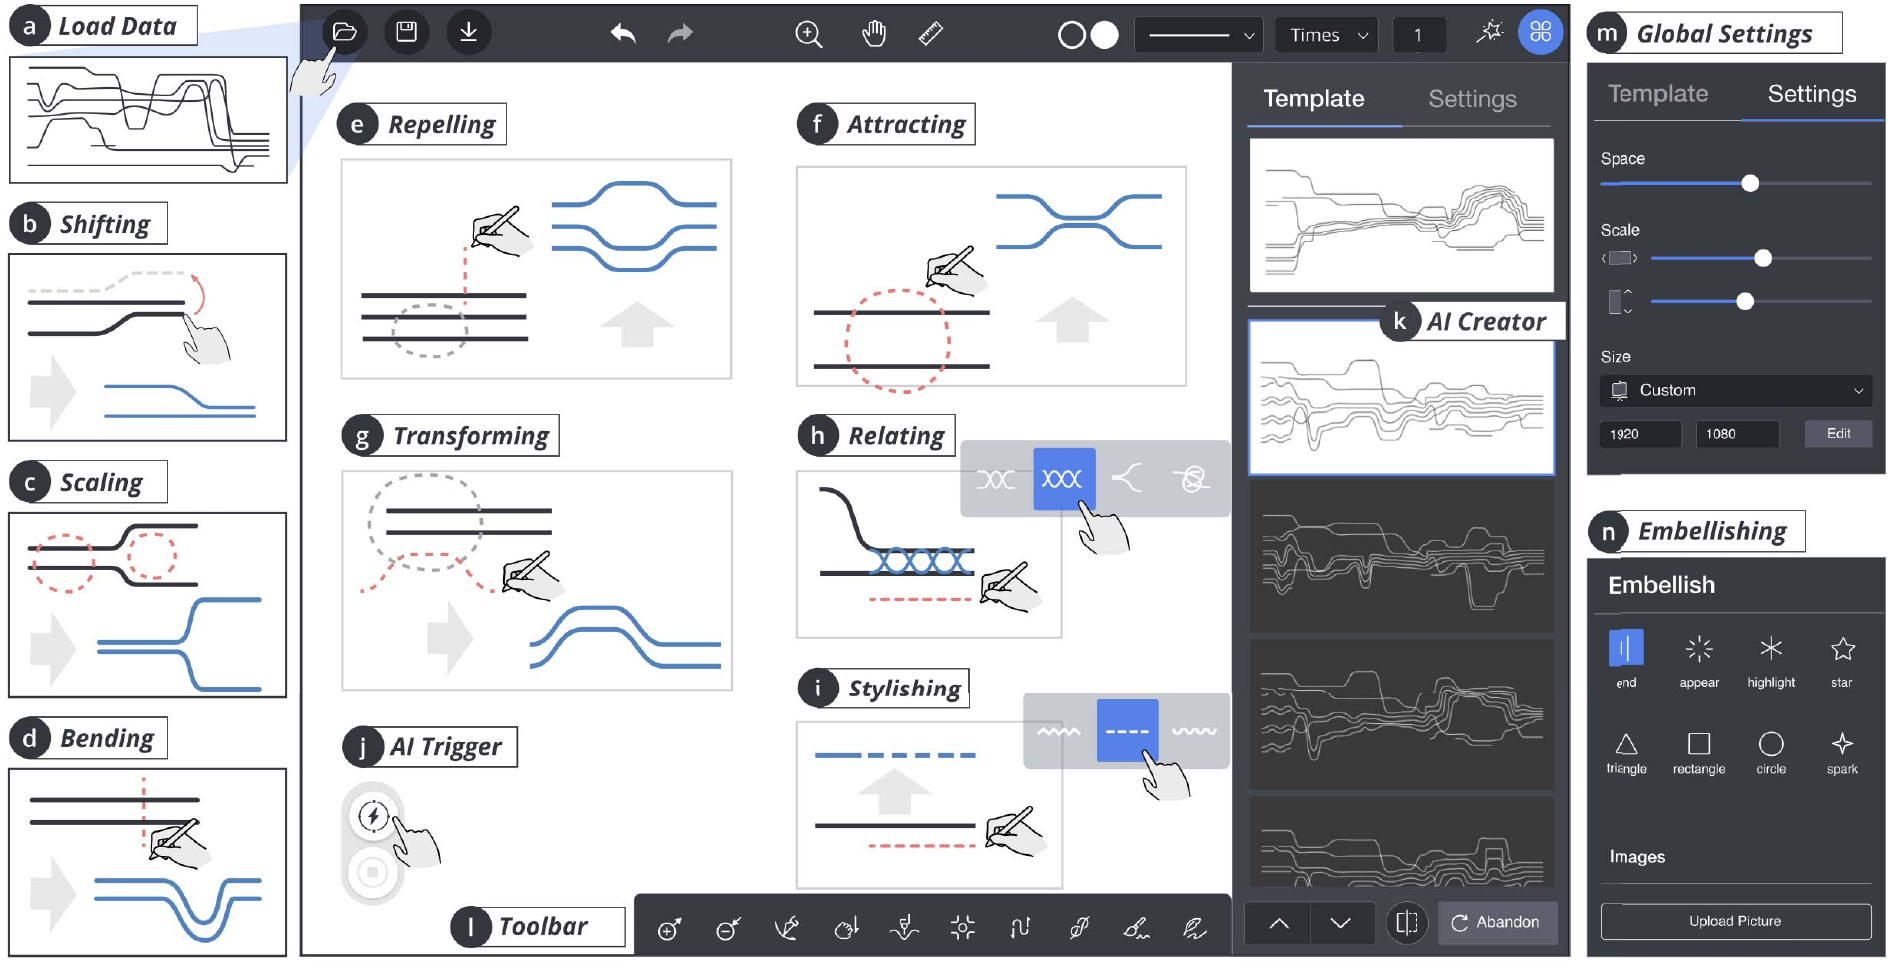 a Load Data
b Shifting
c Scaling
d Bending
Times
1
e Repelling
f Attracting
g Transforming
h Relating
i Stylishing
j AI Trigger
l Toolbar
Template Settings
k AI Creator
Abandon
m Global Settings
Template Settings
Space
Scale
Size
Custom
1920 1080 Edit
n Embellishing
Embellish
end appear highlight star
triangle rectangle circle spark
Images
Upload Picture